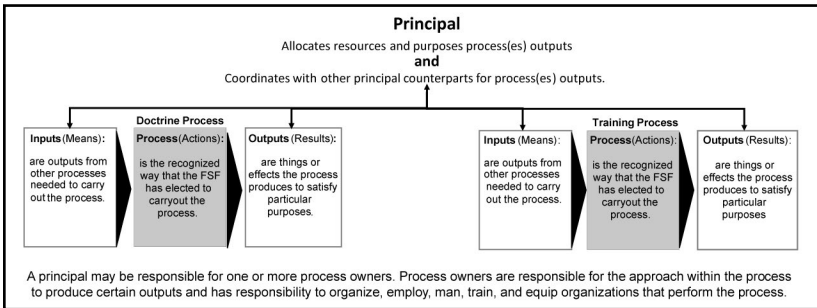 Principal
Allocates resources and purposes process(es) outputs
and
Coordinates with other principal counterparts for process(es) outputs.
Doctrine Process
Inputs(Means):
are outputs from
other processes
needed to carry
out the process.
Process(Actions):
is the recognized
way that the FSF
has elected to
carryout the
process.
Outputs(Results):
are things or
effects the process
produces to satisfy
particular
purposes.
Training Process
Inputs(Means):
are outputs from
other processes
needed to carry
out the process.
Process(Actions):
is the recognized
way that the FSF
has elected to
carryout the
process.
Outputs(Results):
are things or
effects the process
produces to satisfy
particular
purposes
A principal may be responsible for one or more process owners. Process owners are responsible for the approach within the process
to produce certain outputs and has responsibility to organize, employ, man, train, and equip organizations that perform the process.